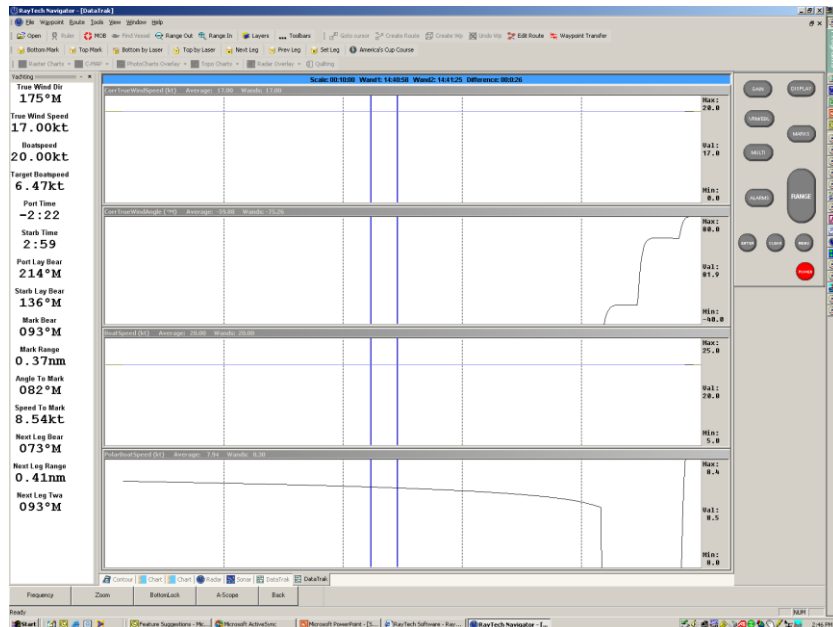 RayTech Navigator - [DataTrak]
File Waypoint Route Tools View Window Help
Open Ruler MOB Find Vessel Range Out Range In Layers ... Toolbars Goto cursor Create Route Create Wp Undo Wp Edit Route Waypoint Transfer
Bottom Mark Top Mark Bottom by Laser Top by Laser Next Leg Prev Leg Set Leg America's Cup Course
Raster Charts C-MAP PhotoCharts Overlay Topo Charts Radar Overlay Quilting
Yachting
True Wind Dir
175°M
True Wind Speed
17.00kt
Boatspeed
20.00kt
Target Boatspeed
6.47kt
Port Time
-2:22
Starb Time
2:59
Port Lay Bear
214°M
Starb Lay Bear
136°M
Mark Bear
093°M
Mark Range
0.37nm
Angle To Mark
082°M
Speed To Mark
8.54kt
Next Leg Bear
073°M
Next Leg Range
0.41nm
Next Leg Twa
093°M
Scale: 00:10:00 Wand1: 14:40:58 Wand2: 14:41:25 Difference: 00:0:26
CorrTrueWindSpeed (kt) Average: 17.00 Wands: 17.00
Max:
20.0
Val:
17.0
Min:
0.0
CorrTrueWindAngle (°M) Average: -59.08 Wands: -75.26
Max:
80.0
Val:
81.9
Min:
-40.0
BoatSpeed (kt) Average: 20.00 Wands: 20.00
Max:
25.0
Val:
20.0
Min:
5.0
PolarBoatSpeed (kt) Average: 7.94 Wands: 8.30
Max:
8.4
Val:
8.5
Min:
8.0
GAIN
DISPLAY
VRM/EBL
MARKS
MULTI
ALARMS
RANGE
ENTER
CLEAR
MENU
POWER
Contour Chart Chart Radar Sonar DataTrak DataTrak
Frequency Zoom BottomLock A-Scope Back
Ready
NUM
Start Feature Suggestions - Mic... Microsoft ActiveSync Microsoft PowerPoint - [S... RayTech Software - Ray... RayTech Navigator - [... 2:46 PM